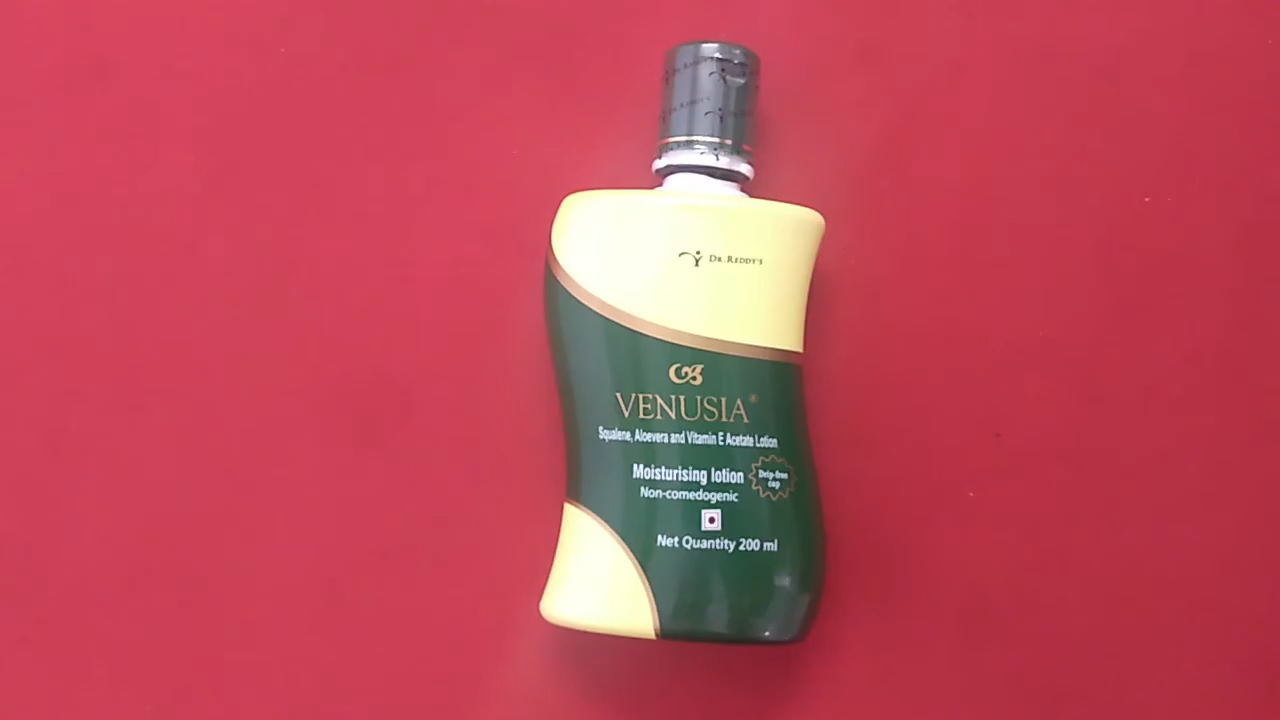 DR.REDDY'S
VENUSIA®
Squalene, Aloevera and Vitamin E Acetate Lotion
Moisturising lotion
Drip-free
cap
Non-comedogenic
Net Quantity 200 ml